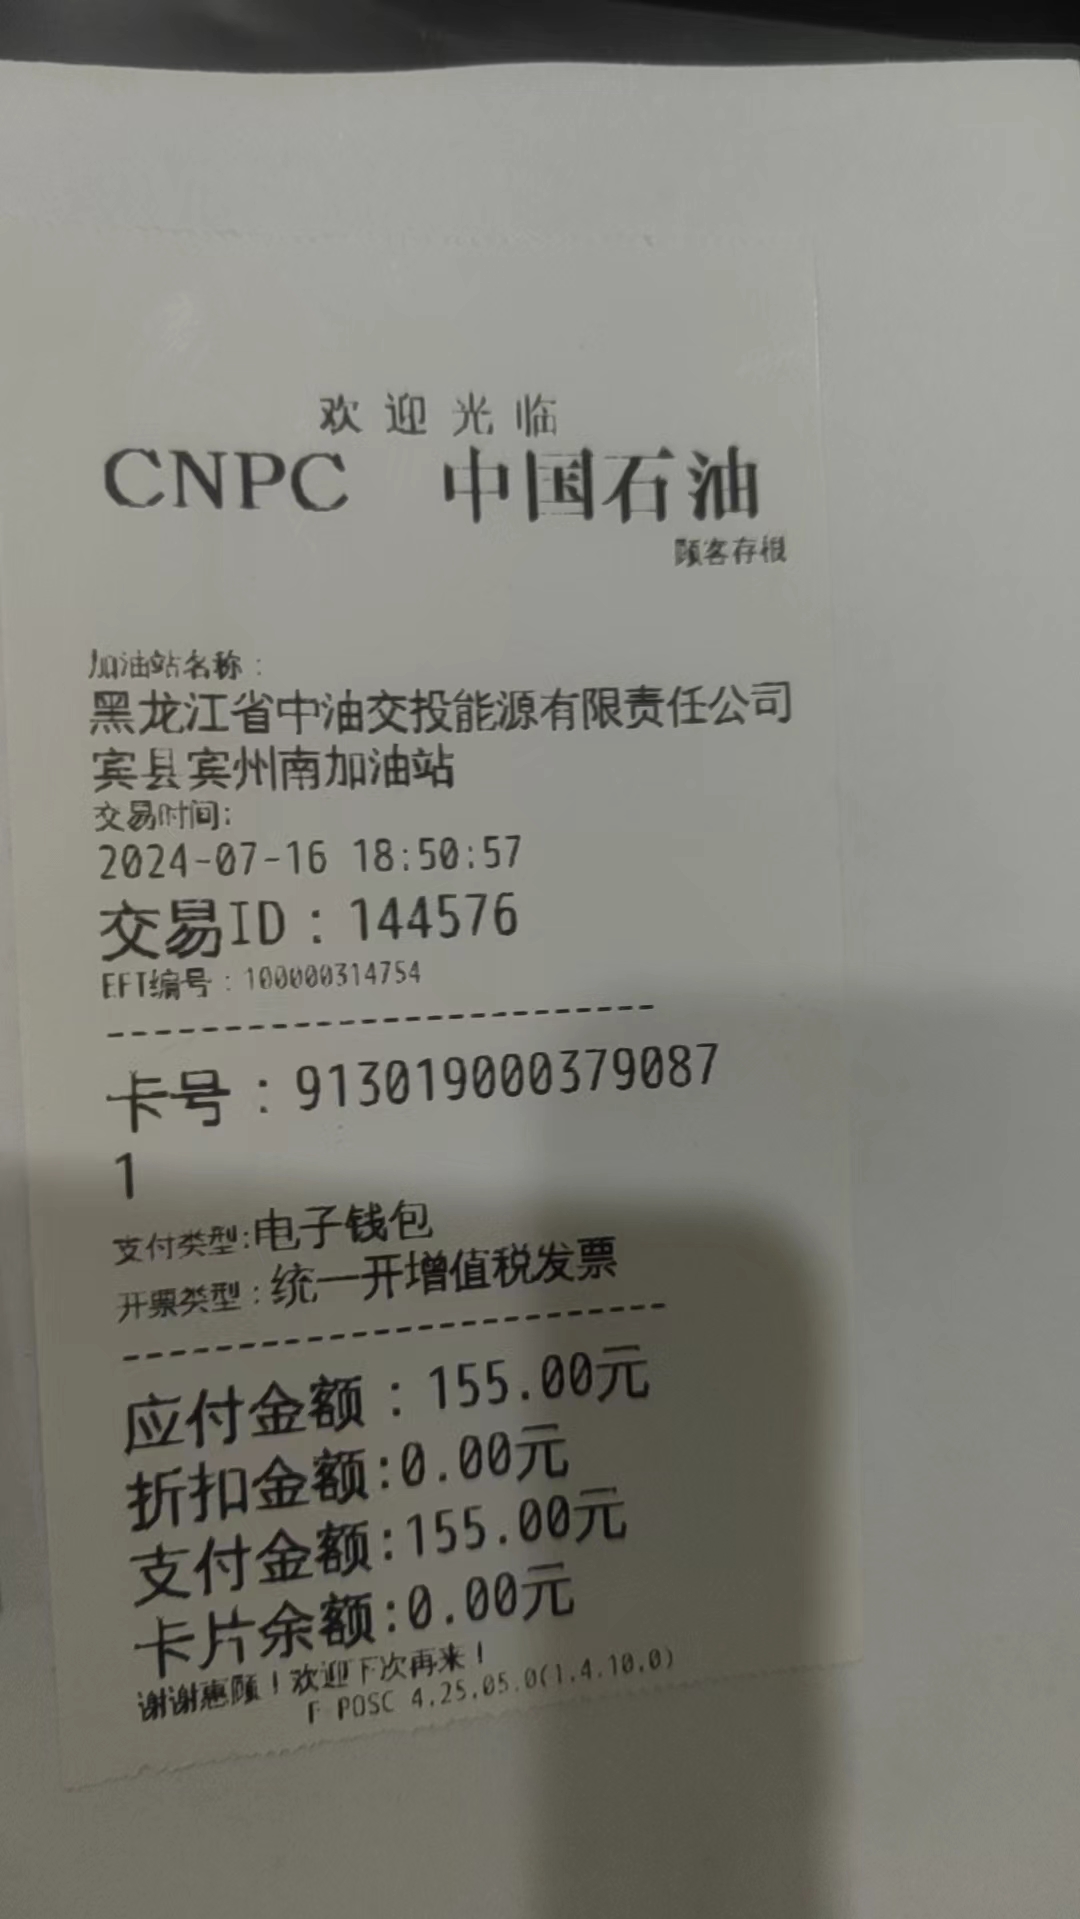 欢迎光临
CNPC 中国石油
顾客存根
加油站名称：
黑龙江省中油交投能源有限责任公司
宾县宾州南加油站
交易时间:
2024-07-16 18:50:57
交易ID：144576
EFT编号：100000314754
卡号：913019000379087
1
支付类型:电子钱包
开票类型：统一开增值税发票
应付金额：155.00元
折扣金额:0.00元
支付金额:155.00元
卡片余额:0.00元
谢谢惠顾！欢迎下次再来！
F POSC 4.25.05.0(1.4.10.0)